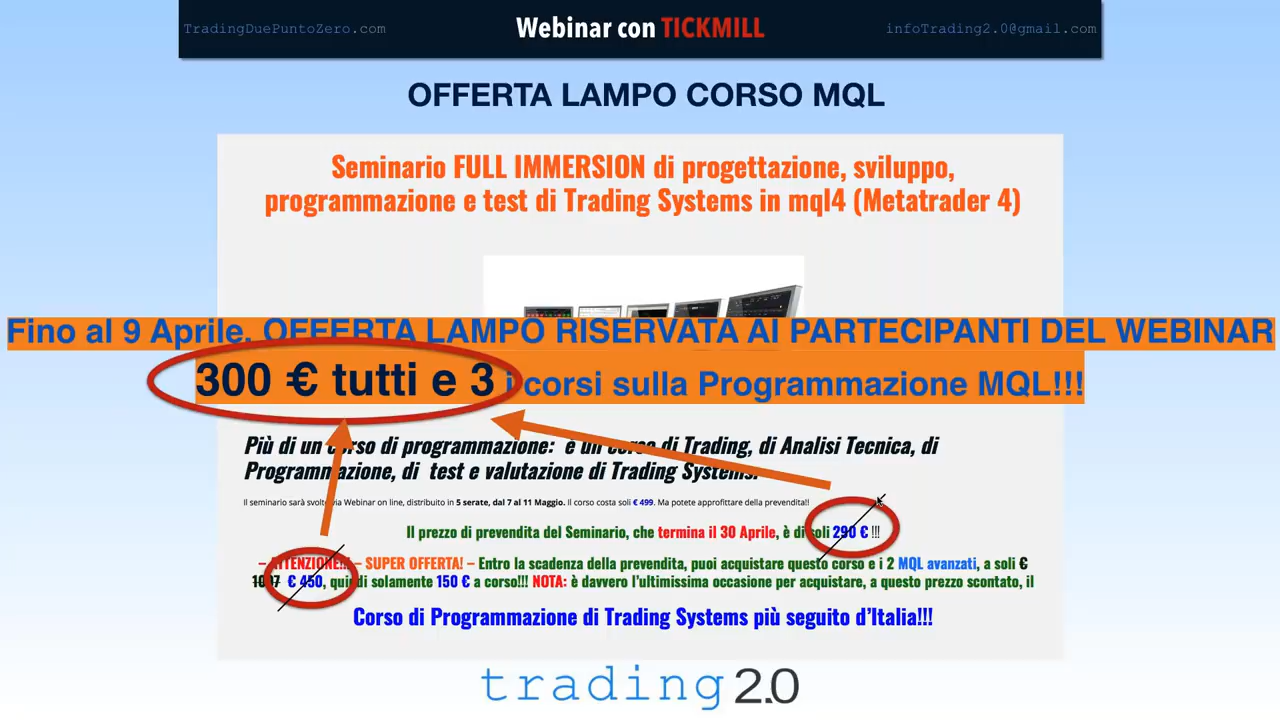 TradingDuePuntoZero.com
Webinar con TICKMILL
infoTrading2.0@gmail.com
OFFERTA LAMPO CORSO MQL
Seminario FULL IMMERSION di progettazione, sviluppo,
programmazione e test di Trading Systems in mql4 (Metatrader 4)
Fino al 9 Aprile, OFFERTA LAMPO RISERVATA AI PARTECIPANTI DEL WEBINAR
300 € tutti e 3 i corsi sulla Programmazione MQL!!!
Più di un corso di programmazione: è un corso di Trading, di Analisi Tecnica, di
Programmazione, di test e valutazione di Trading Systems.
Il seminario sarà svolto via Webinar on line, distribuito in 5 serate, dal 7 al 11 Maggio. Il corso costa soli € 499. Ma potete approfittare della prevendita!!
Il prezzo di prevendita del Seminario, che termina il 30 Aprile, è di soli 290 € !!!
– ATTENZIONE!!! – SUPER OFFERTA! – Entro la scadenza della prevendita, puoi acquistare questo corso e i 2 MQL avanzati, a soli €
€ 450, quindi solamente 150 € a corso!!! NOTA: è davvero l'ultimissima occasione per acquistare, a questo prezzo scontato, il
Corso di Programmazione di Trading Systems più seguito d'Italia!!!
trading 2.0